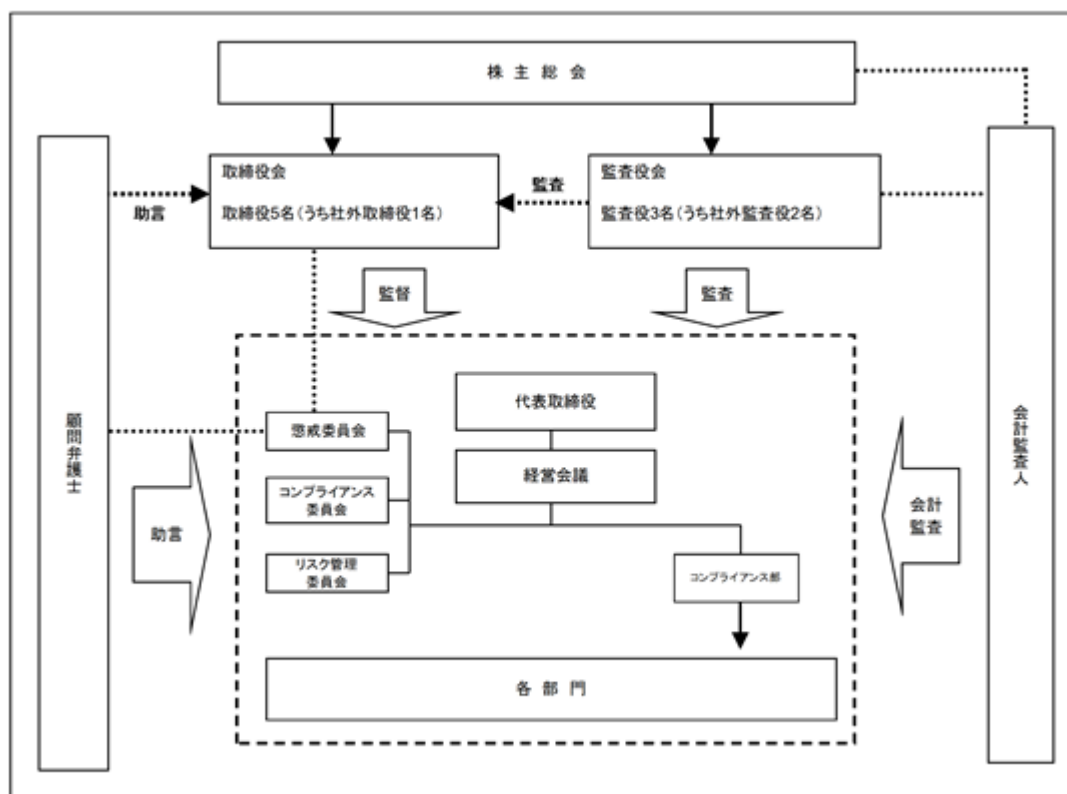 株主総会
取締役会
取締役5名(うち社外取締役1名)
監査役会
監査役3名(うち社外監査役2名)
助言
監査
監督
監査
顧問弁護士
会計監査人
代表取締役
経営会議
懲戒委員会
コンプライアンス
委員会
リスク管理
委員会
コンプライアンス部
助言
会計
監査
各部門